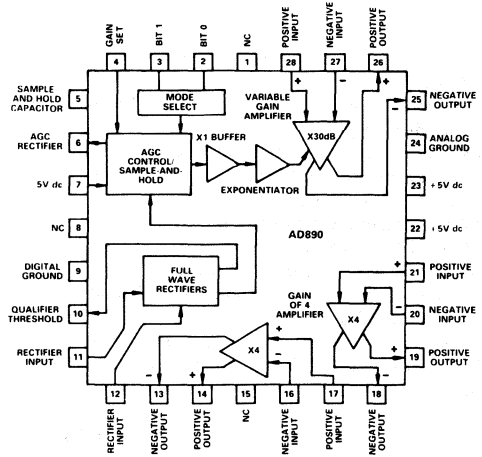 GAIN
SET
BIT 1
BIT 0
NC
POSITIVE
INPUT
NEGATIVE
INPUT
POSITIVE
OUTPUT
4
3
2
1
28
27
26
+
-
+
SAMPLE
AND HOLD
CAPACITOR
5
MODE
SELECT
VARIABLE
GAIN
AMPLIFIER
-
25
NEGATIVE
OUTPUT
AGC
RECTIFIER
6
AGC
CONTROL/
SAMPLE-AND-
HOLD
X1 BUFFER
X30dB
24
ANALOG
GROUND
5V dc
7
EXPONENTIATOR
23
+5V dc
NC
8
AD890
22
+5V dc
DIGITAL
GROUND
9
FULL
WAVE
RECTIFIERS
+
21
POSITIVE
INPUT
QUALIFIER
THRESHOLD
10
GAIN
OF 4
AMPLIFIER
X4
-
20
NEGATIVE
INPUT
RECTIFIER
INPUT
11
X4
+
-
+
19
POSITIVE
OUTPUT
-
+
-
12
13
14
15
16
17
18
RECTIFIER
INPUT
NEGATIVE
OUTPUT
POSITIVE
OUTPUT
NC
NEGATIVE
INPUT
POSITIVE
INPUT
NEGATIVE
OUTPUT